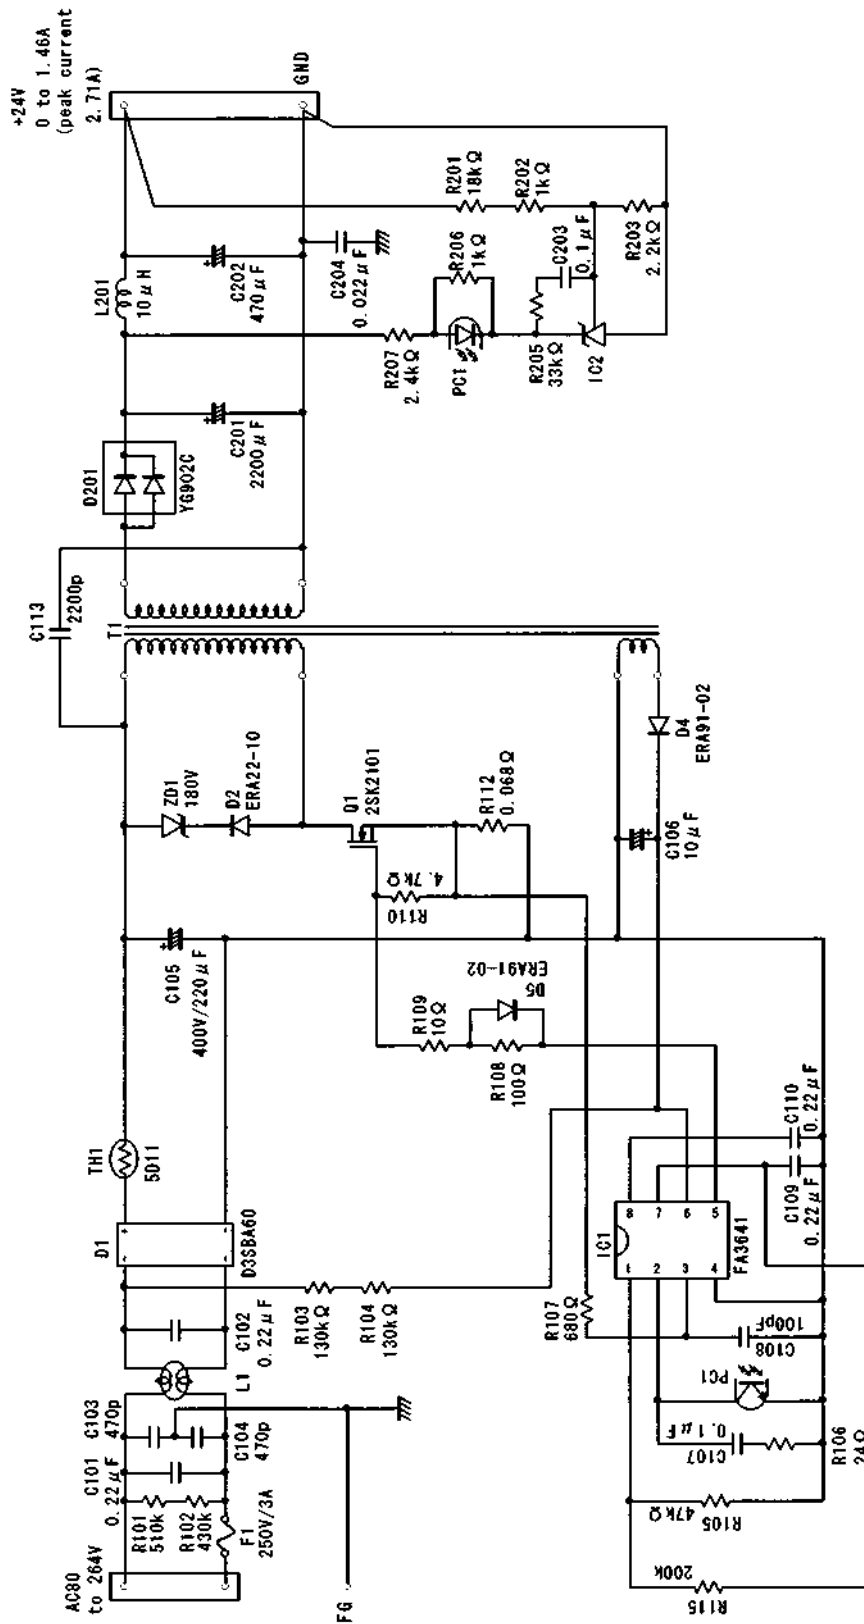 AC80
to 264V
FG
F1
250V/3A
R101
510k
R102
430k
C101
0.22μF
C103
470p
C104
470p
L1
C102
0.22μF
D1
D3SBA60
TH1
5D11
C105
400V/220μF
R103
130kΩ
R104
130kΩ
ZD1
180V
D2
ERA22-10
Q1
2SK2101
R110
4.7kΩ
R112
0.068Ω
R109
10Ω
R108
100Ω
D5
ERA91-02
C113
2200p
T1
D4
ERA91-02
C106
10μF
D201
YG902C
C201
2200μF
L201
10μH
C202
470μF
C204
0.022μF
R207
2.4kΩ
PC1
R206
1kΩ
R205
33kΩ
C203
0.1μF
IC2
R201
18kΩ
R202
1kΩ
R203
2.2kΩ
+24V
0 to 1.46A
(peak current
2.71A)
GND
IC1
FA3641
1
2
3
4
5
6
7
8
R107
680Ω
C108
100pF
PC1
C107
0.1μF
R106
24Ω
R105
47kΩ
R115
200k
C109
0.22μF
C110
0.22μF